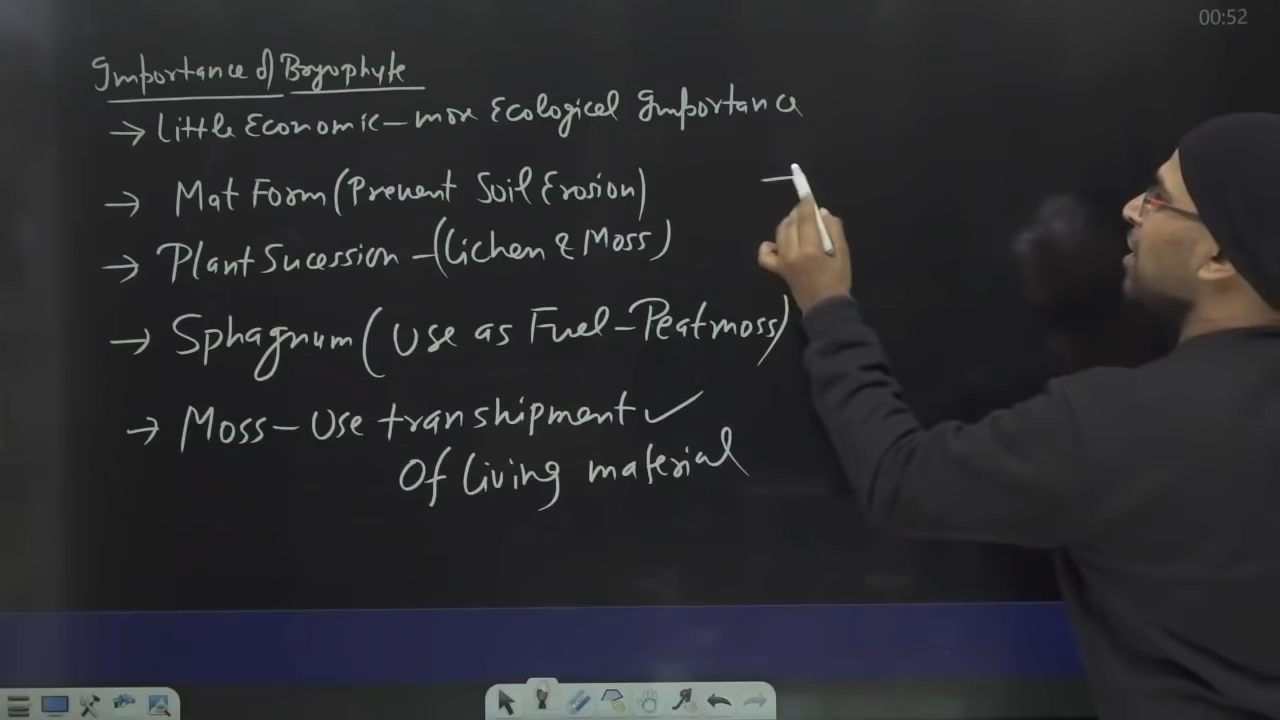 00:52
Importance of Bryophyte
→ Little Economic - more Ecological Importance
→ Mat Form (Prevent Soil Erosion)
→ Plant Sucession - (Lichen & Moss)
→ Sphagnum (Use as Fuel - Peatmoss)
→ Moss - Use transhipment ✓
Of Living material